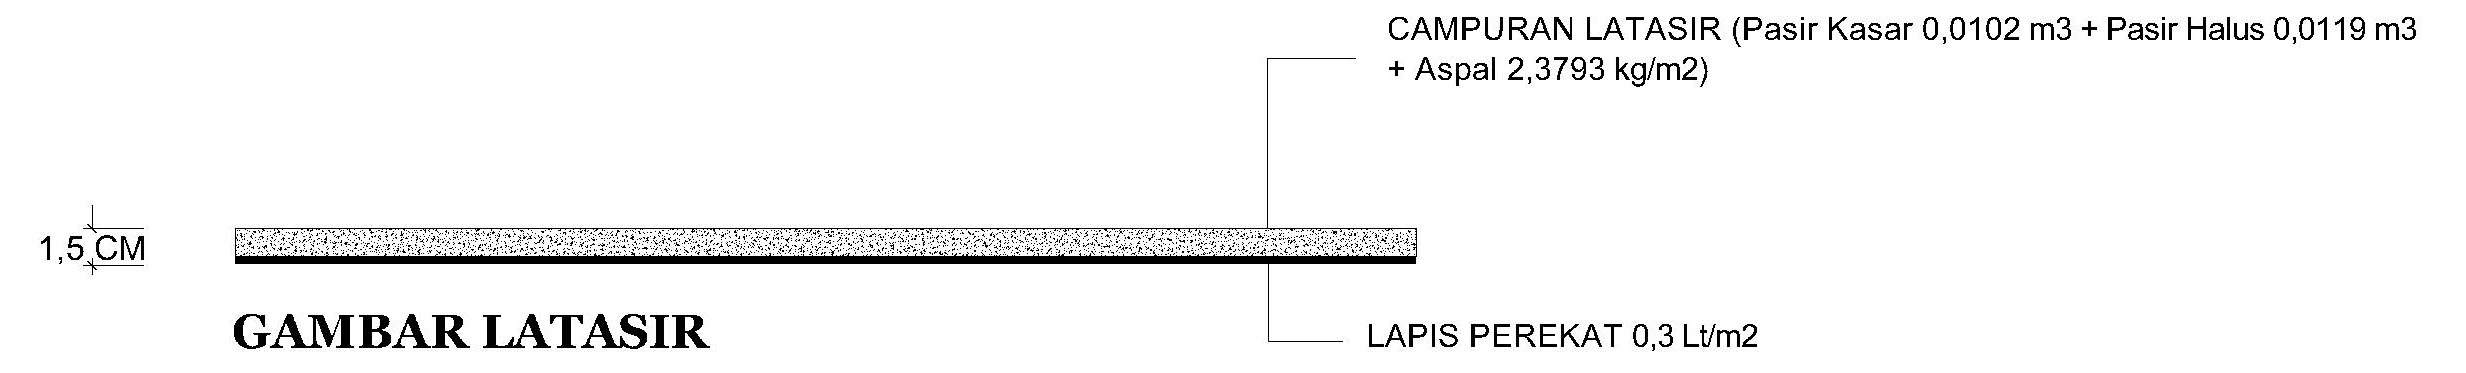 CAMPURAN LATASIR (Pasir Kasar 0,0102 m3 + Pasir Halus 0,0119 m3
+ Aspal 2,3793 kg/m2)
1,5 CM
GAMBAR LATASIR
LAPIS PEREKAT 0,3 Lt/m2